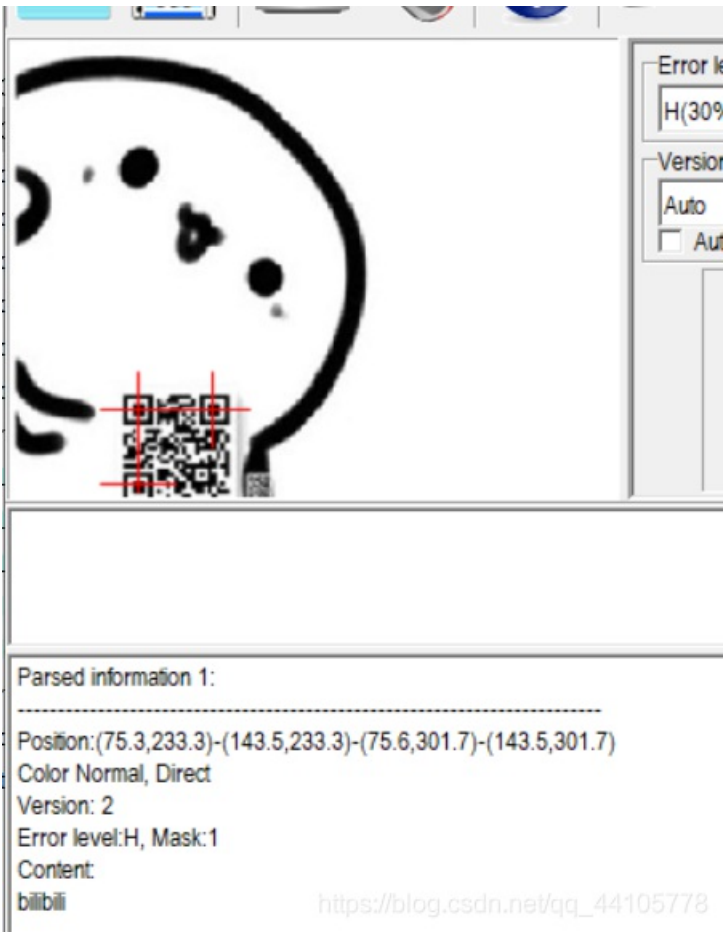 Error le
H(30%
Version
Auto
Aut
Parsed information 1:
--------------------------------------------------------------------------------
Position:(75.3,233.3)-(143.5,233.3)-(75.6,301.7)-(143.5,301.7)
Color Normal, Direct
Version: 2
Error level:H, Mask:1
Content:
bilibili
https://blog.csdn.net/qq_44105778